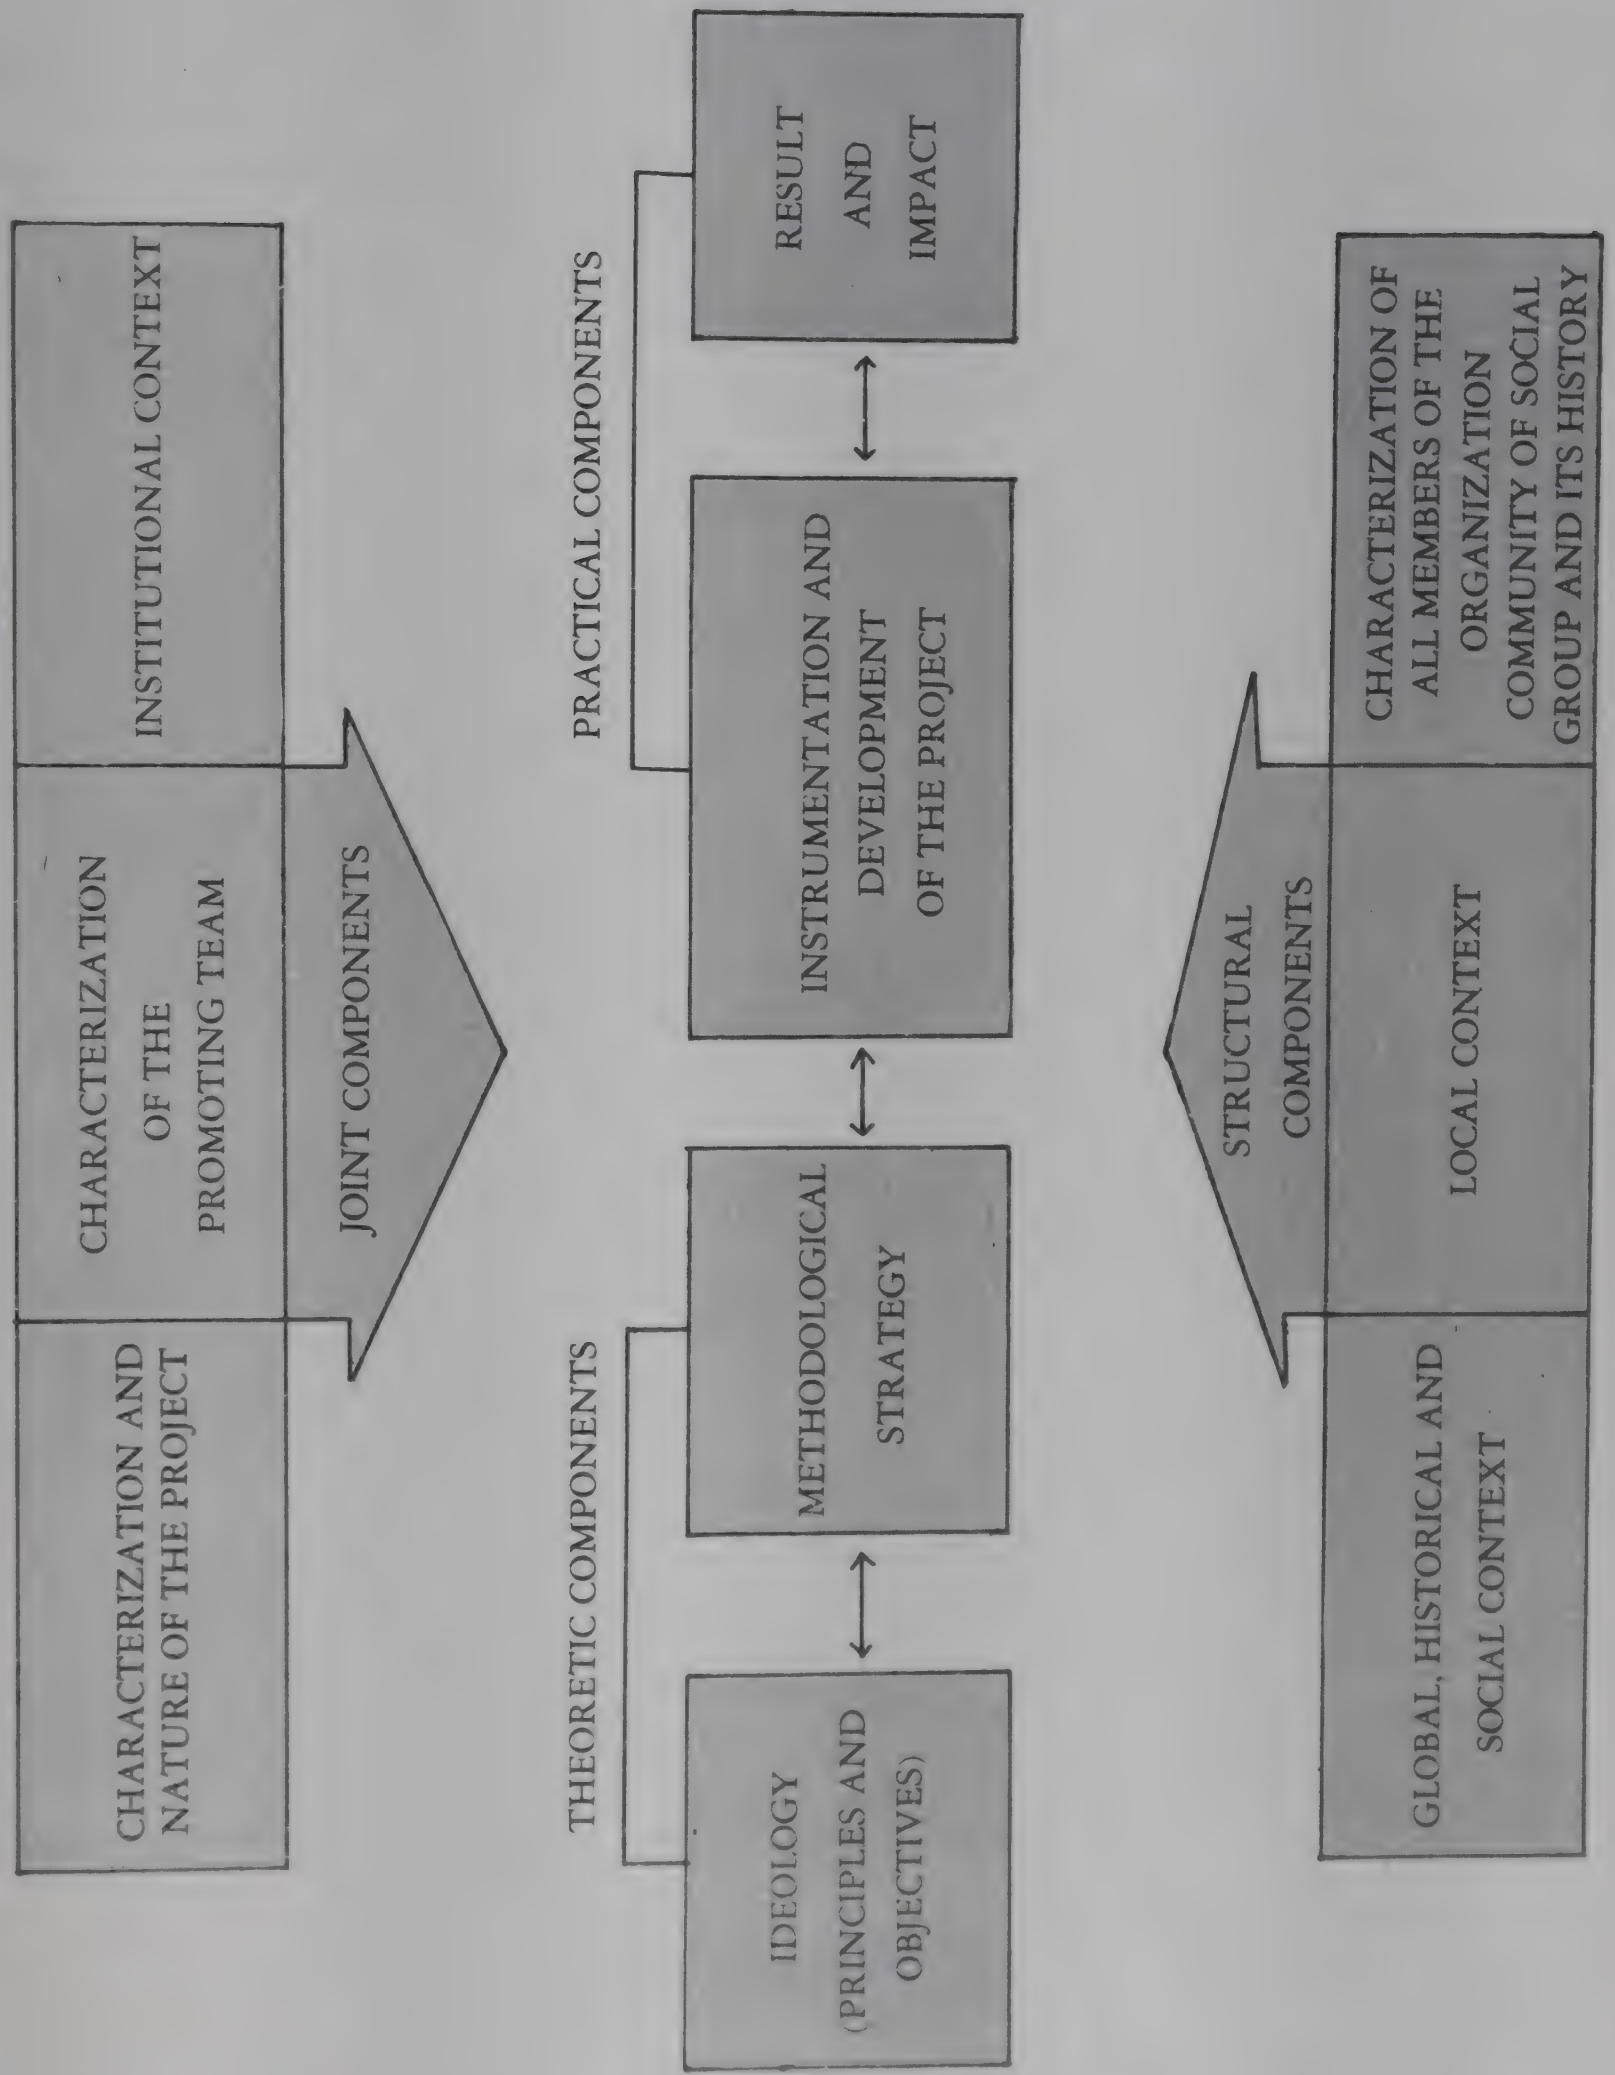 CHARACTERIZATION AND
NATURE OF THE PROJECT
CHARACTERIZATION
OF THE
PROMOTING TEAM
INSTITUTIONAL CONTEXT
JOINT COMPONENTS
THEORETIC COMPONENTS
PRACTICAL COMPONENTS
IDEOLOGY
(PRINCIPLES AND
OBJECTIVES)
METHODOLOGICAL
STRATEGY
INSTRUMENTATION AND
DEVELOPMENT
OF THE PROJECT
RESULT
AND
IMPACT
STRUCTURAL
COMPONENTS
GLOBAL, HISTORICAL AND
SOCIAL CONTEXT
LOCAL CONTEXT
CHARACTERIZATION OF
ALL MEMBERS OF THE
ORGANIZATION
COMMUNITY OF SOCIAL
GROUP AND ITS HISTORY